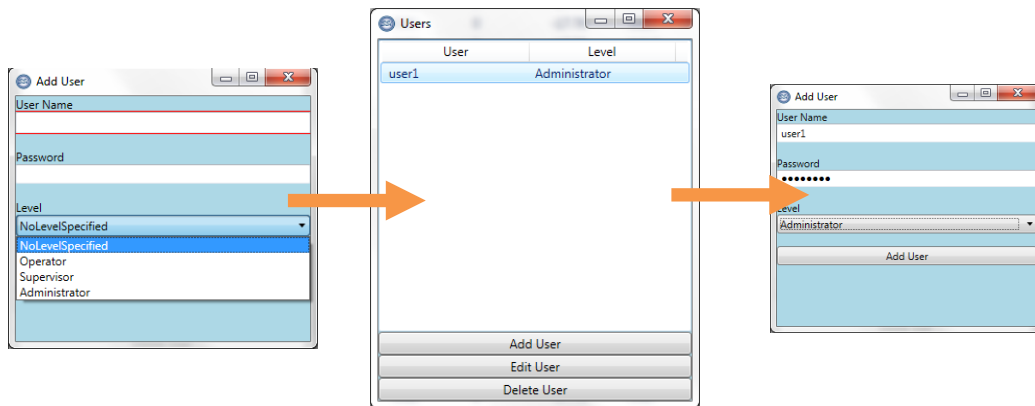 Add User
User Name
Password
Level
NoLevelSpecified
NoLevelSpecified
Operator
Supervisor
Administrator
Users
User Level
user1 Administrator
Add User
Edit User
Delete User
Add User
User Name
user1
Password
••••••••
Level
Administrator
Add User